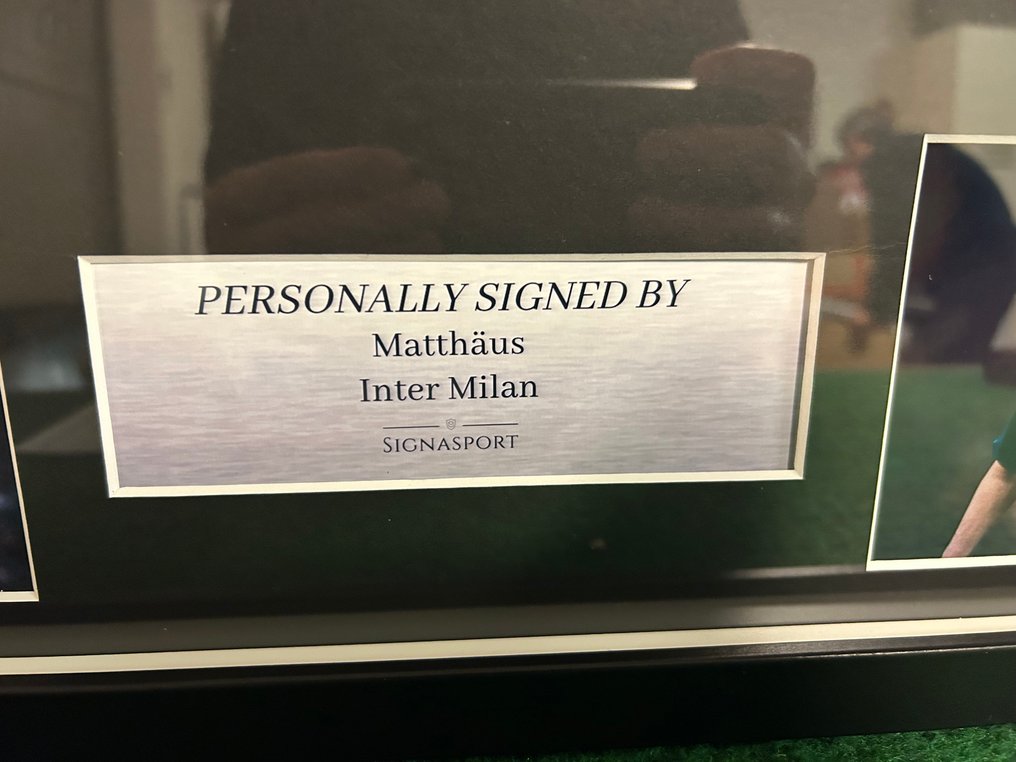 PERSONALLY SIGNED BY
Matthäus
Inter Milan
SIGNASPORT